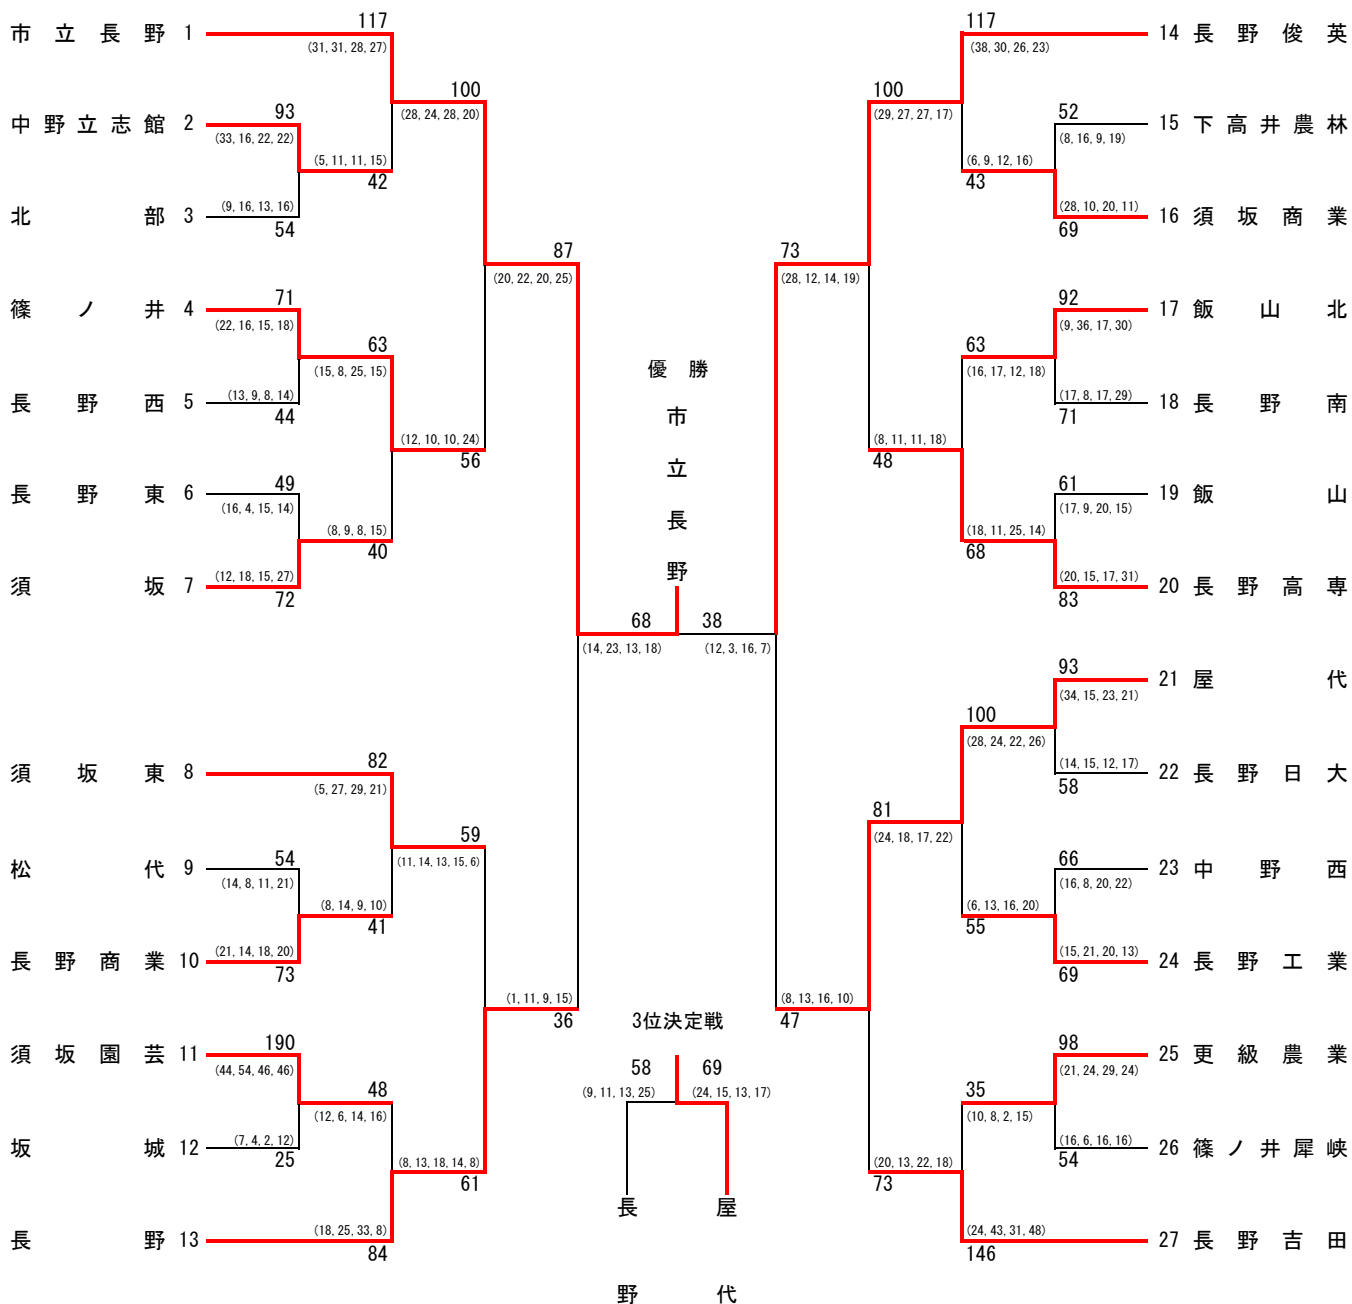 市立長野 1
117
(31, 31, 28, 27)
100
(28, 24, 28, 20)
中野立志館 2
93
(33, 16, 22, 22)
(5, 11, 11, 15)
42
北部 3
(9, 16, 13, 16)
54
87
(20, 22, 20, 25)
篠ノ井 4
71
(22, 16, 15, 18)
63
(15, 8, 25, 15)
長野西 5
(13, 9, 8, 14)
44
(12, 10, 10, 24)
56
長野東 6
49
(16, 4, 15, 14)
(8, 9, 8, 15)
40
須坂 7
(12, 18, 15, 27)
72
須坂東 8
82
(5, 27, 29, 21)
59
(11, 14, 13, 15, 6)
松代 9
54
(14, 8, 11, 21)
(8, 14, 9, 10)
41
長野商業 10
(21, 14, 18, 20)
73
(1, 11, 9, 15)
36
須坂園芸 11
190
(44, 54, 46, 46)
48
(12, 6, 14, 16)
坂城 12
(7, 4, 2, 12)
25
(8, 13, 18, 14, 8)
61
長野 13
(18, 25, 33, 8)
84
優勝
市立長野
68
(14, 23, 13, 18)
38
(12, 3, 16, 7)
3位決定戦
58
(9, 11, 13, 25)
69
(24, 15, 13, 17)
長野
屋代
117
(38, 30, 26, 23)
14 長野俊英
100
(29, 27, 27, 17)
52
(8, 16, 9, 19)
15 下高井農林
(6, 9, 12, 16)
43
(28, 10, 20, 11)
69
16 須坂商業
73
(28, 12, 14, 19)
92
(9, 36, 17, 30)
17 飯山北
63
(16, 17, 12, 18)
(17, 8, 17, 29)
71
18 長野南
(8, 11, 11, 18)
48
61
(17, 9, 20, 15)
19 飯山
(18, 11, 25, 14)
68
(20, 15, 17, 31)
83
20 長野高専
93
(34, 15, 23, 21)
21 屋代
100
(28, 24, 22, 26)
(14, 15, 12, 17)
58
22 長野日大
81
(24, 18, 17, 22)
66
(16, 8, 20, 22)
23 中野西
(6, 13, 16, 20)
55
(15, 21, 20, 13)
69
24 長野工業
(8, 13, 16, 10)
47
98
(21, 24, 29, 24)
25 更級農業
35
(10, 8, 2, 15)
(16, 6, 16, 16)
54
26 篠ノ井犀峡
(20, 13, 22, 18)
73
(24, 43, 31, 48)
146
27 長野吉田